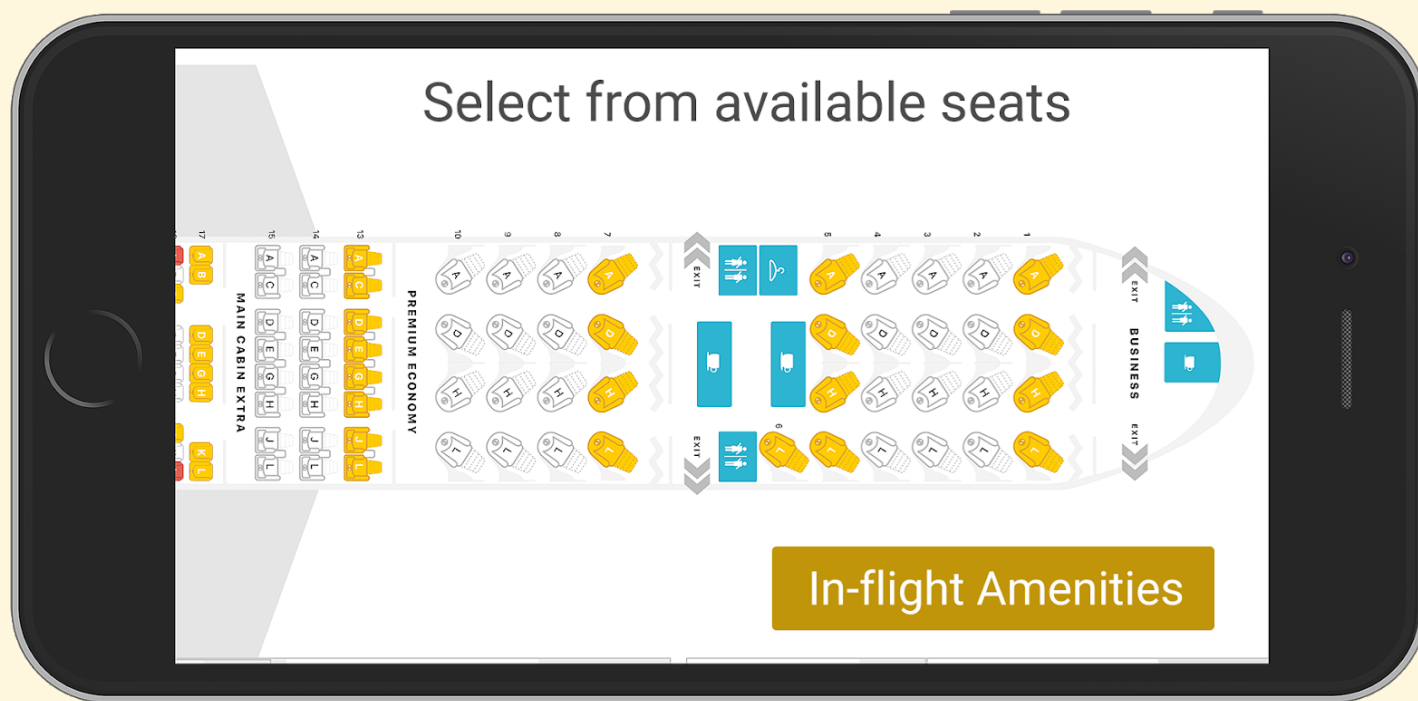 Select from available seats
17
15
14
13
10
9
8
7
5
4
3
2
1
A
A
A
A
A
A
A
A
A
A
A
A
A
B
C
C
C
EXIT
EXIT
D
D
D
D
D
D
D
D
D
D
D
D
D
E
E
E
E
G
G
G
G
H
H
H
H
H
H
H
H
H
H
H
H
H
MAIN CABIN EXTRA
PREMIUM ECONOMY
BUSINESS
6
EXIT
EXIT
K
J
J
J
L
L
L
L
L
L
L
L
L
L
L
L
L
L
In-flight Amenities